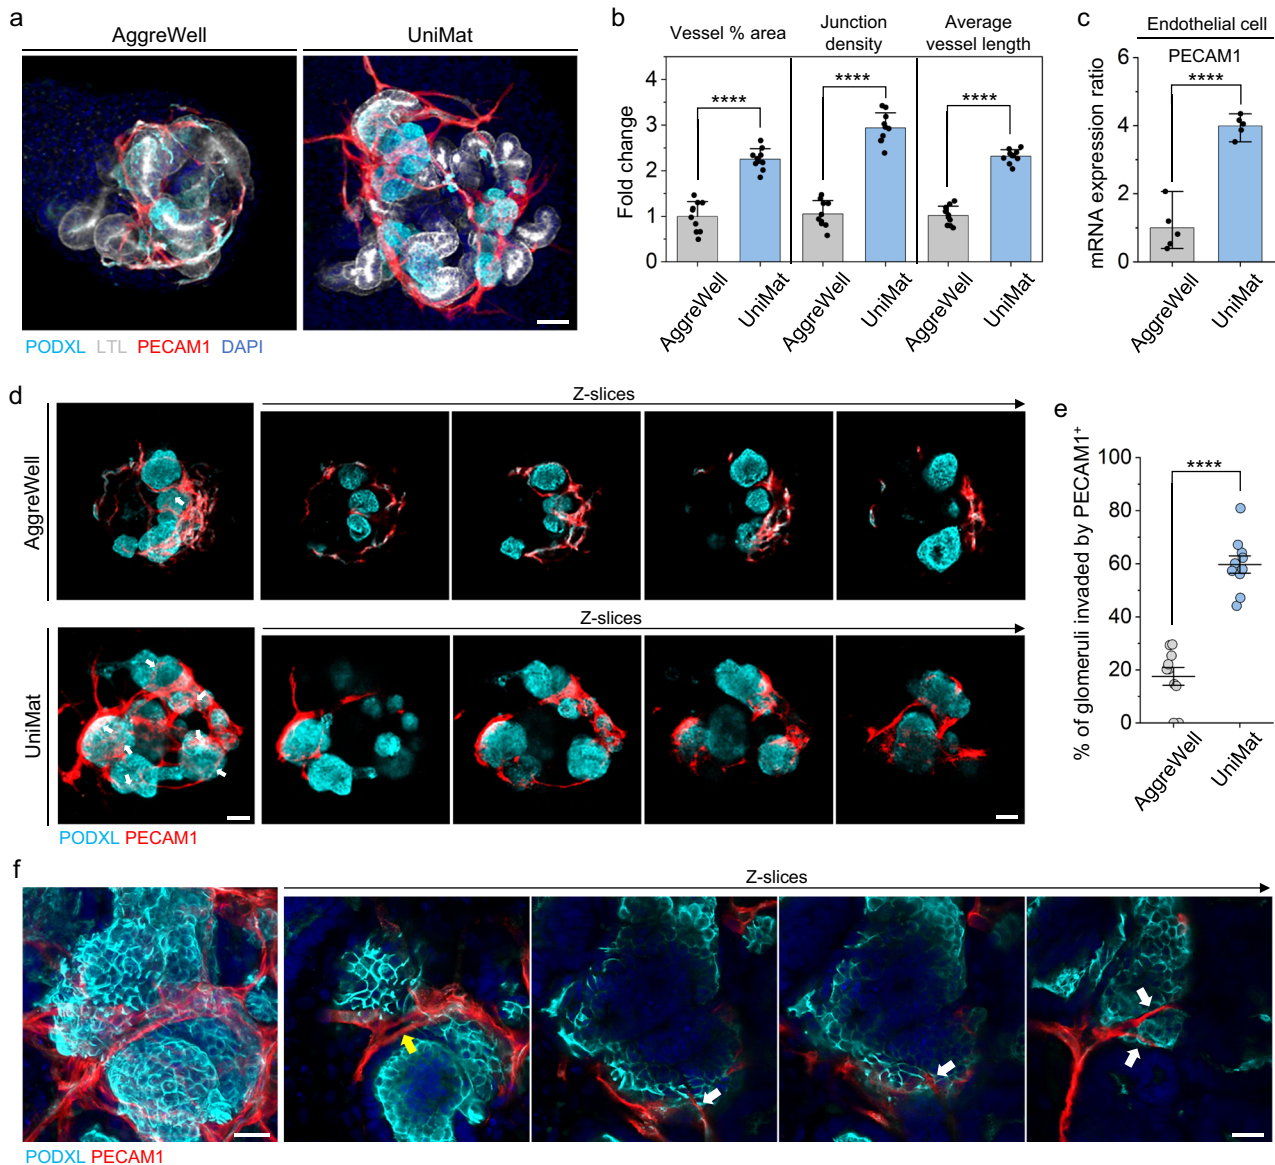 a
AggreWell
UniMat
PODXL LTL PECAM1 DAPI
b
Vessel % area
Junction density
Average vessel length
Fold change
4
3
2
1
0
****
****
****
AggreWell
UniMat
AggreWell
UniMat
AggreWell
UniMat
c
Endothelial cell
PECAM1
mRNA expression ratio
6
4
2
0
****
AggreWell
UniMat
d
Z-slices
AggreWell
Z-slices
UniMat
PODXL PECAM1
e
% of glomeruli invaded by PECAM1+
100
80
60
40
20
0
****
AggreWell
UniMat
f
Z-slices
PODXL PECAM1